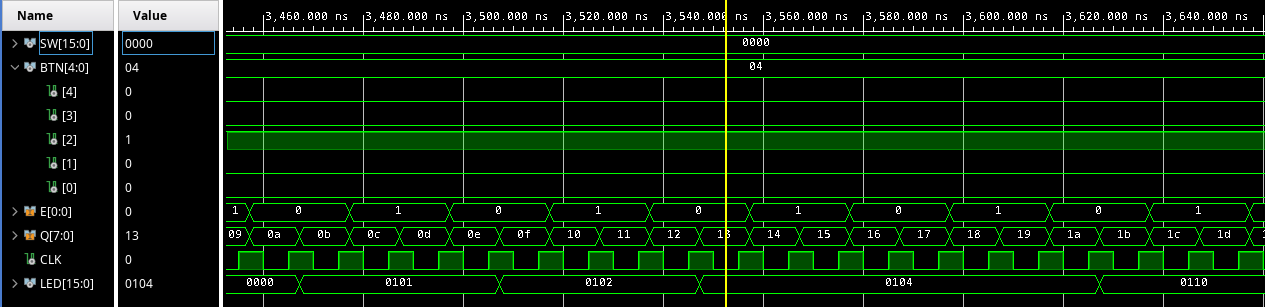 Name Value 3,460.000 ns 3,480.000 ns 3,500.000 ns 3,520.000 ns 3,540.000 ns 3,560.000 ns 3,580.000 ns 3,600.000 ns 3,620.000 ns 3,640.000 ns
SW[15:0] 0000 0000
BTN[4:0] 04 04
[4] 0
[3] 0
[2] 1
[1] 0
[0] 0
E[0:0] 0 1 0 1 0 1 0 1 0 1 0 1
Q[7:0] 13 09 0a 0b 0c 0d 0e 0f 10 11 12 13 14 15 16 17 18 19 1a 1b 1c 1d
CLK 0
LED[15:0] 0104 0000 0101 0102 0104 0110